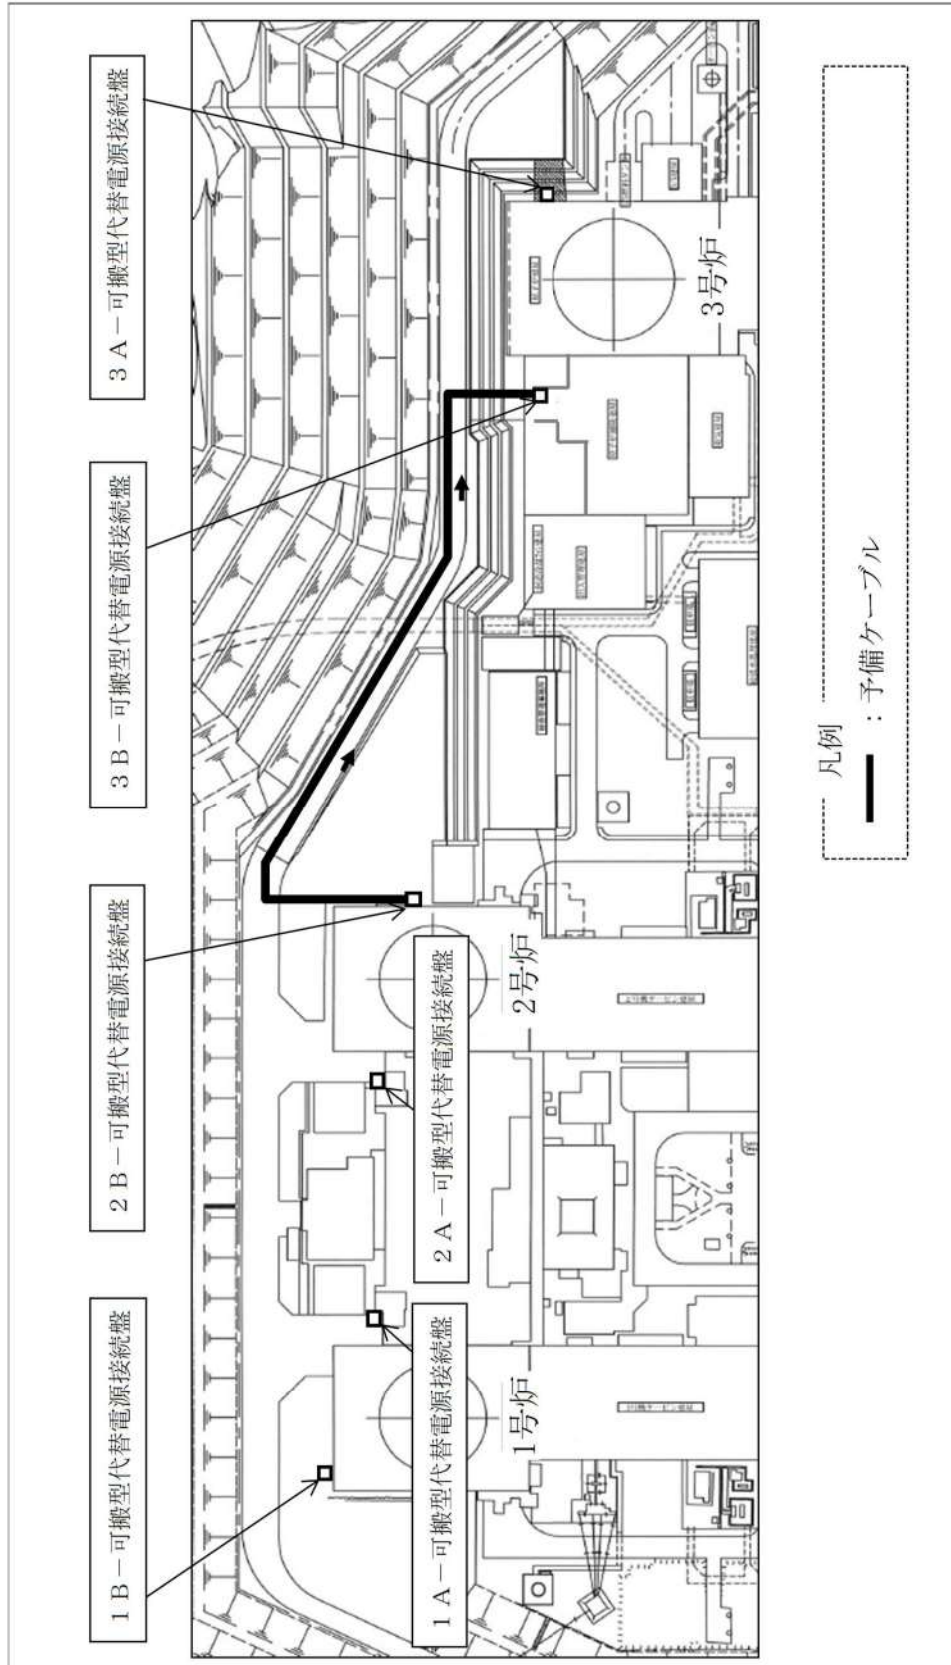 1B－可搬型代替電源接続盤
2B－可搬型代替電源接続盤
3B－可搬型代替電源接続盤
3A－可搬型代替電源接続盤
1A－可搬型代替電源接続盤
2A－可搬型代替電源接続盤
1号炉
2号炉
3号炉
凡例
：予備ケーブル